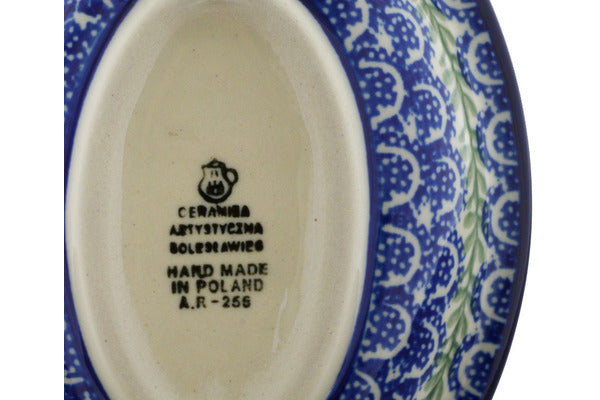 CERAMIKA
ARTYSTYCZNA
BOLESŁAWIEC
HAND MADE
IN POLAND
A.R-256